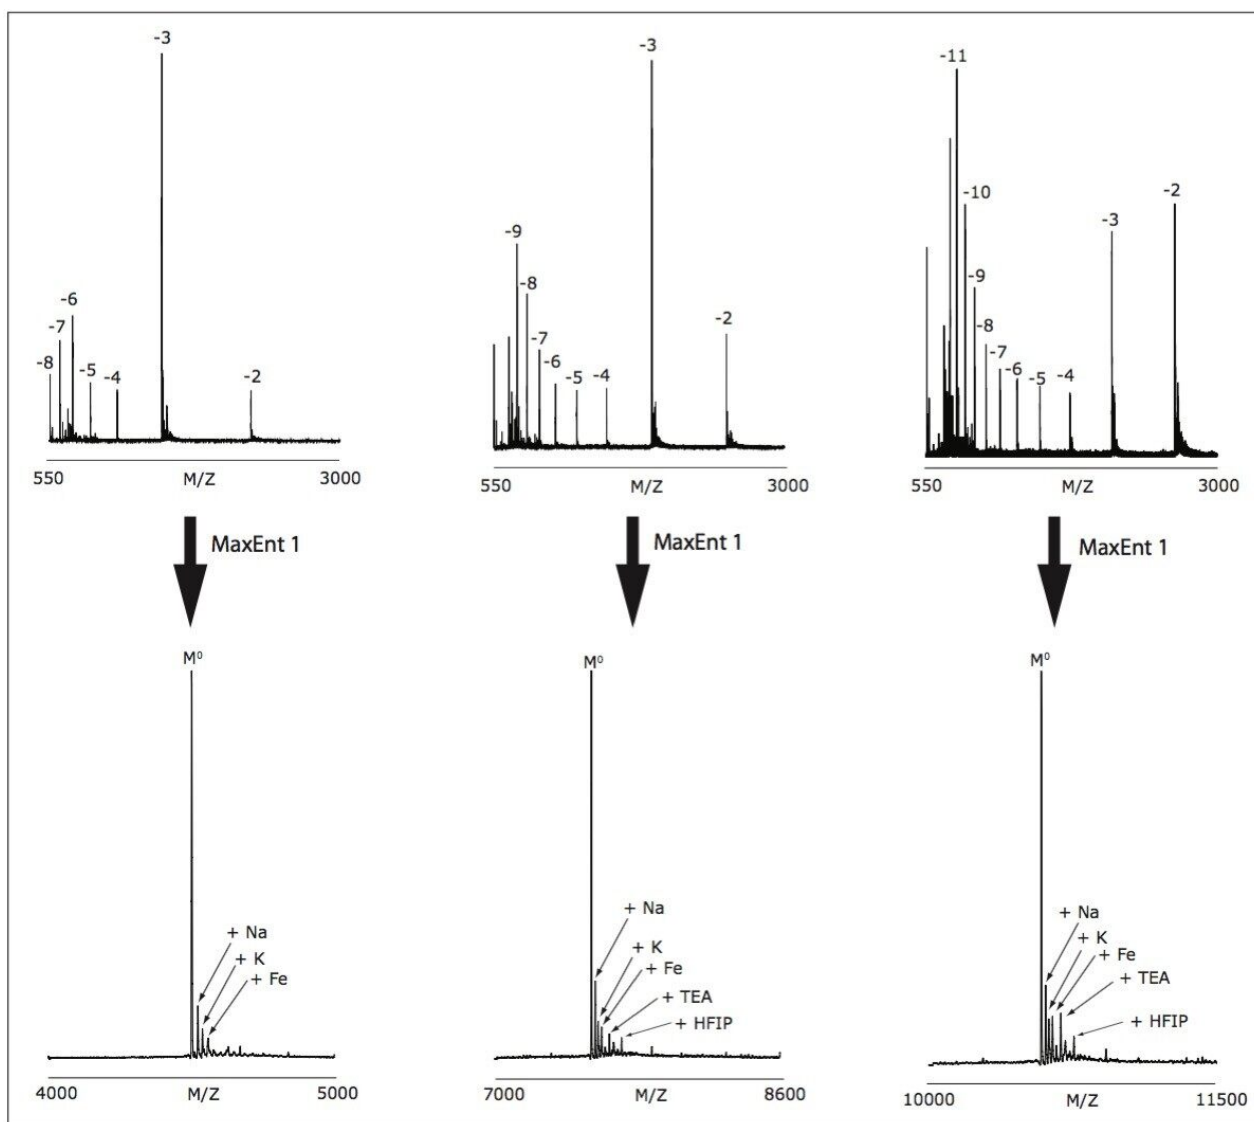 -3
-6
-7
-8
-5
-4
-2
550
M/Z
3000
-3
-9
-8
-7
-6
-5
-4
-2
550
M/Z
3000
-11
-10
-9
-8
-7
-6
-5
-4
-3
-2
550
M/Z
3000
MaxEnt 1
MaxEnt 1
MaxEnt 1
M⁰
+ Na
+ K
+ Fe
4000
M/Z
5000
M⁰
+ Na
+ K
+ Fe
+ TEA
+ HFIP
7000
M/Z
8600
M⁰
+ Na
+ K
+ Fe
+ TEA
+ HFIP
10000
M/Z
11500